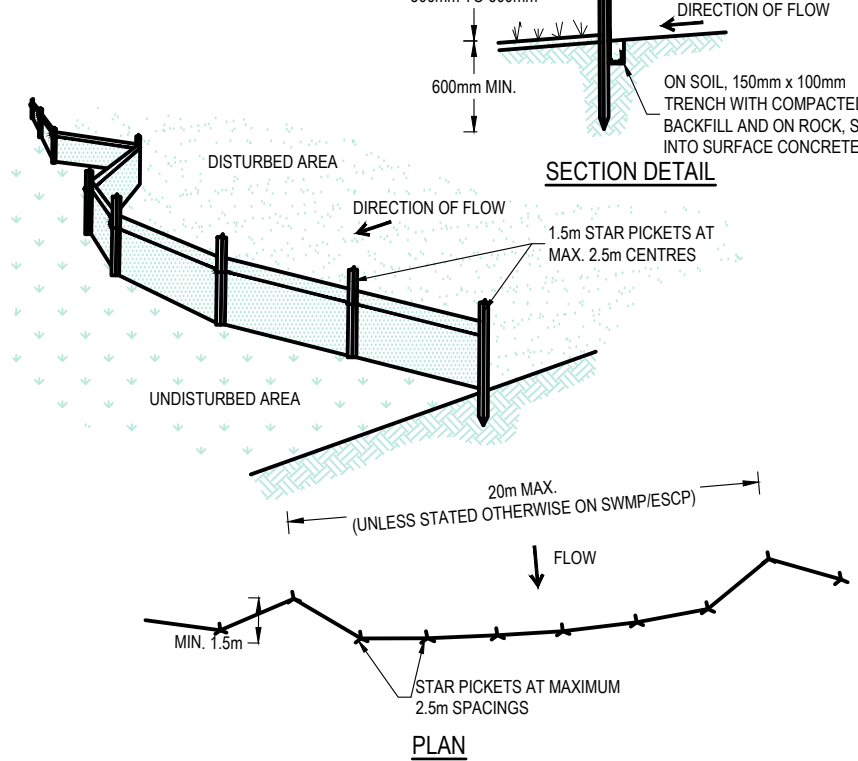 DIRECTION OF FLOW
600mm MIN.
ON SOIL, 150mm x 100mm
TRENCH WITH COMPACTED
BACKFILL AND ON ROCK, S
INTO SURFACE CONCRETE
SECTION DETAIL
DISTURBED AREA
DIRECTION OF FLOW
1.5m STAR PICKETS AT
MAX. 2.5m CENTRES
UNDISTURBED AREA
20m MAX.
(UNLESS STATED OTHERWISE ON SWMP/ESCP)
FLOW
MIN. 1.5m
STAR PICKETS AT MAXIMUM
2.5m SPACINGS
PLAN